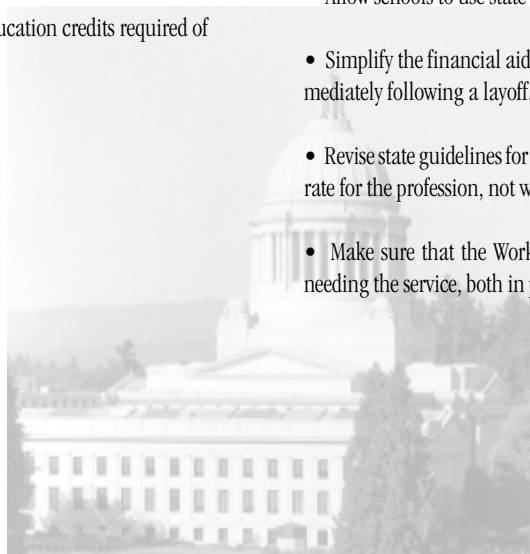 ucation credits required of
Allow schools to use state
• Simplify the financial aid
mediately following a layoff.
• Revise state guidelines for
rate for the profession, not w
• Make sure that the Work
needing the service, both in